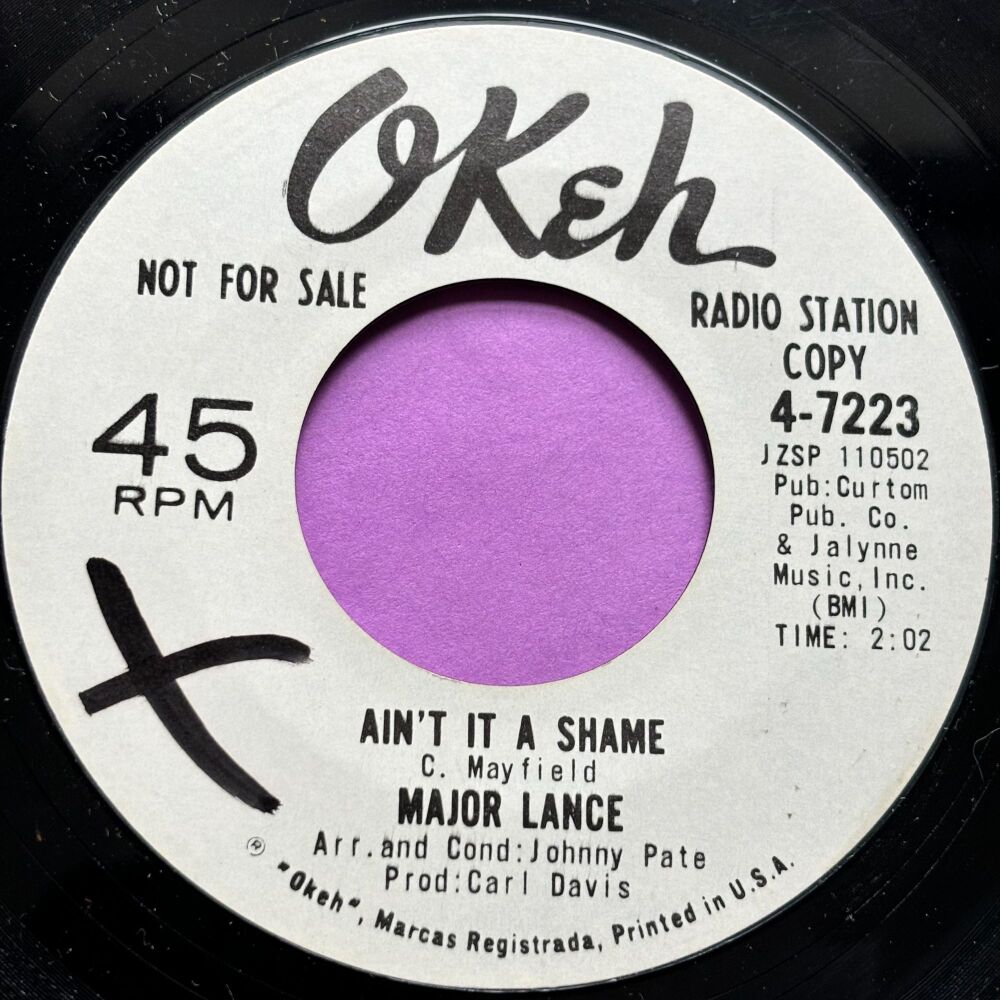 OKeh
NOT FOR SALE
RADIO STATION
COPY
4-7223
45
RPM
JZSP 110502
Pub:Curtom
Pub. Co.
& Jalynne
Music,Inc.
(BMI)
TIME: 2:02
X
AIN'T IT A SHAME
C. Mayfield
MAJOR LANCE
Arr.and Cond:Johnny Pate
Prod:Carl Davis
® "Okeh", Marcas Registrada, Printed in U.S.A.